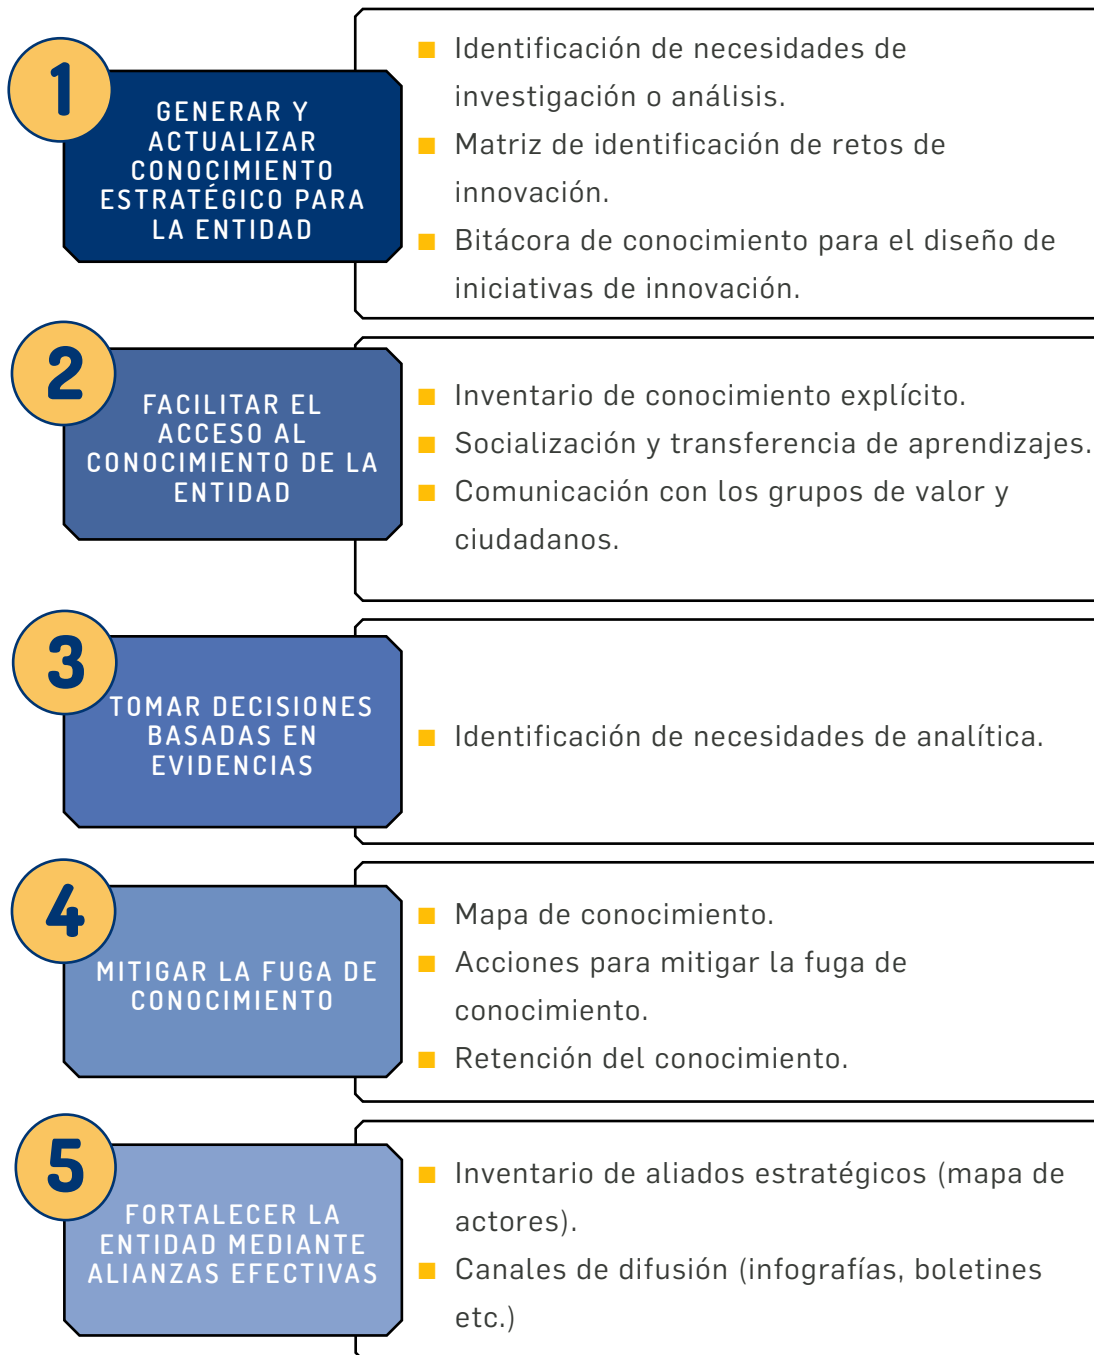 1
GENERAR Y
ACTUALIZAR
CONOCIMIENTO
ESTRATÉGICO PARA
LA ENTIDAD
Identificación de necesidades de
investigación o análisis.
Matriz de identificación de retos de
innovación.
Bitácora de conocimiento para el diseño de
iniciativas de innovación.
2
FACILITAR EL
ACCESO AL
CONOCIMIENTO DE LA
ENTIDAD
Inventario de conocimiento explícito.
Socialización y transferencia de aprendizajes.
Comunicación con los grupos de valor y
ciudadanos.
3
TOMAR DECISIONES
BASADAS EN
EVIDENCIAS
Identificación de necesidades de analítica.
4
MITIGAR LA FUGA DE
CONOCIMIENTO
Mapa de conocimiento.
Acciones para mitigar la fuga de
conocimiento.
Retención del conocimiento.
5
FORTALECER LA
ENTIDAD MEDIANTE
ALIANZAS EFECTIVAS
Inventario de aliados estratégicos (mapa de
actores).
Canales de difusión (infografías, boletines
etc.)